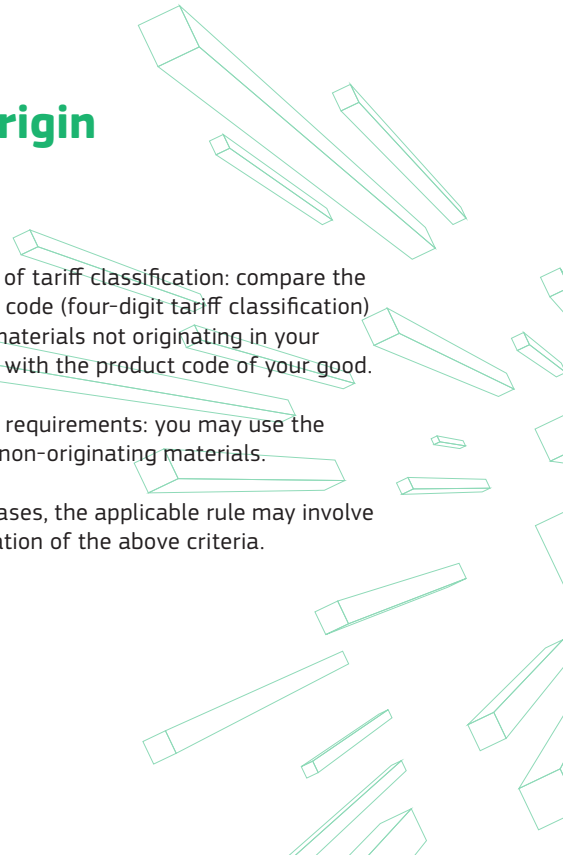 rigin
of tariff classification: compare the
code (four-digit tariff classification)
materials not originating in your
with the product code of your good.
requirements: you may use the
non-originating materials.
ases, the applicable rule may involve
ation of the above criteria.